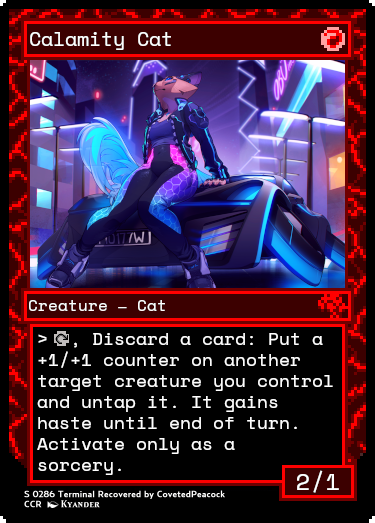 Calamity Cat
Creature — Cat
> , Discard a card: Put a
+1/+1 counter on another
target creature you control
and untap it. It gains
haste until end of turn.
Activate only as a
sorcery.
2/1
S 0286 Terminal Recovered by CovetedPeacock
CCR Kyander